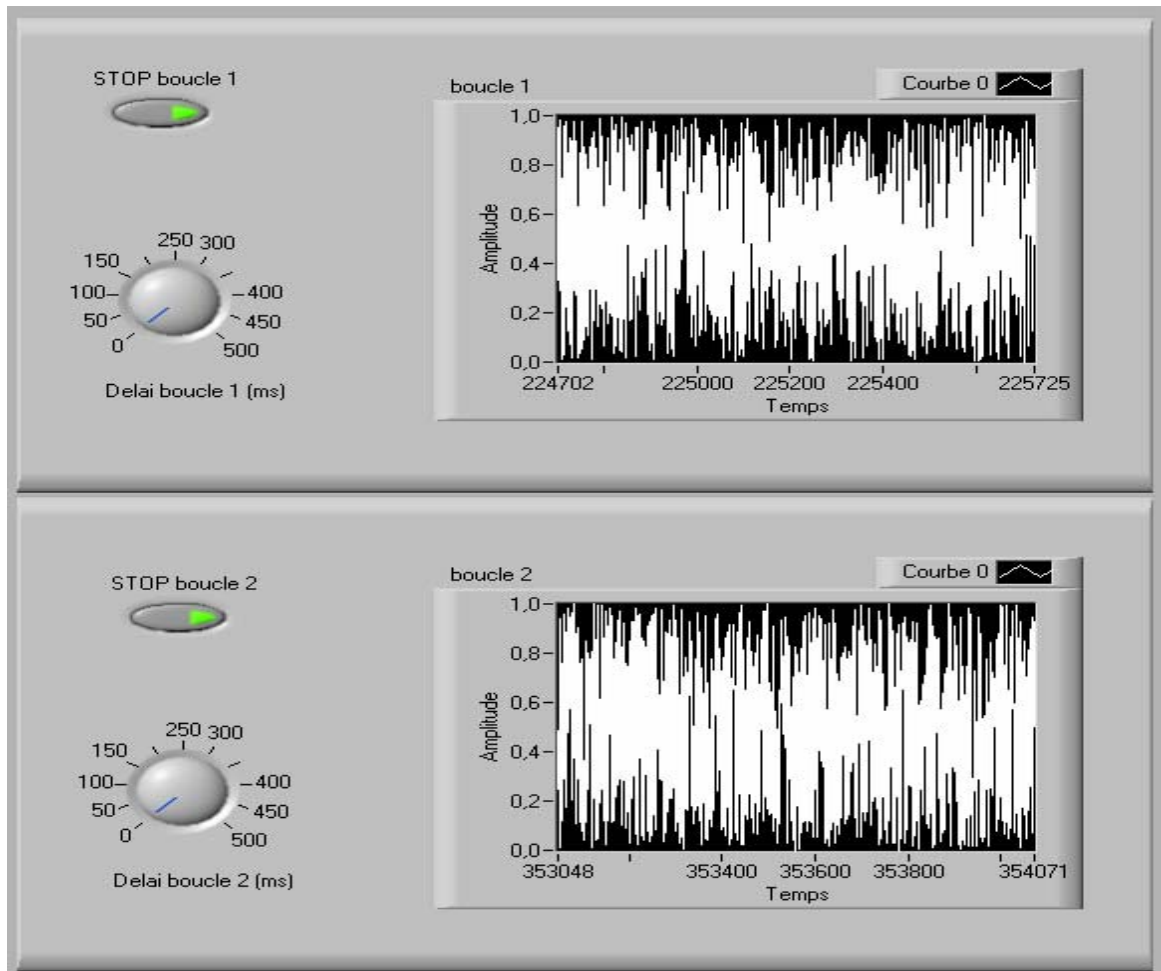 STOP boucle 1
boucle 1
Courbe 0
1,0
0,8
0,6
0,4
0,2
0,0
Amplitude
224702 225000 225200 225400 225725
Temps
0 50 100 150 250 300 400 450 500
Delai boucle 1 (ms)
STOP boucle 2
boucle 2
Courbe 0
1,0
0,8
0,6
0,4
0,2
0,0
Amplitude
353048 353400 353600 353800 354071
Temps
0 50 100 150 250 300 400 450 500
Delai boucle 2 (ms)